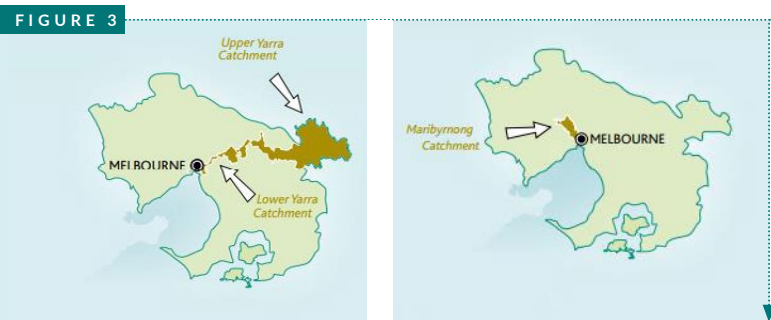 FIGURE 3
Upper Yarra
Catchment
MELBOURNE
Lower Yarra
Catchment
Maribyrnong
Catchment
MELBOURNE